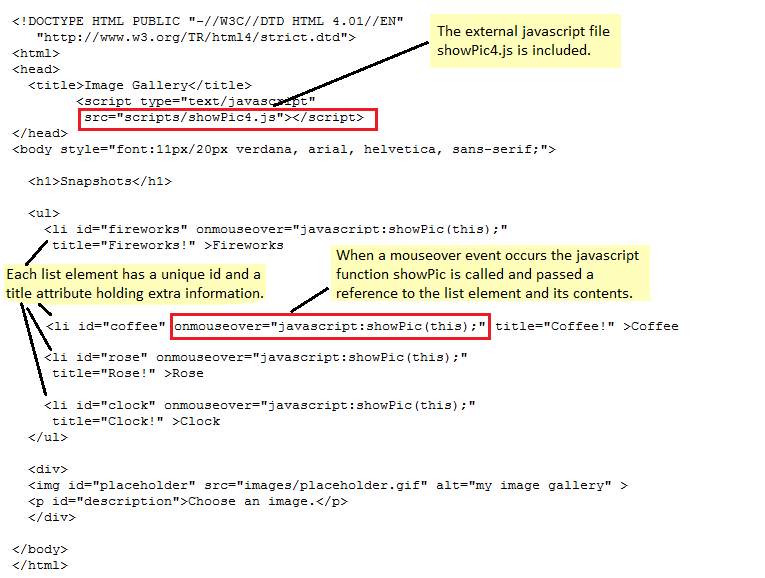 <!DOCTYPE HTML PUBLIC "-//W3C//DTD HTML 4.01//EN"
"http://www.w3.org/TR/html4/strict.dtd">
<html>
<head>
<title>Image Gallery</title>
<script type="text/javascript"
src="scripts/showPic4.js"></script>
</head>
<body style="font:11px/20px verdana, arial, helvetica, sans-serif;">
The external javascript file
showPic4.js is included.
<h1>Snapshots</h1>
<ul>
<li id="fireworks" onmouseover="javascript:showPic(this);"
title="Fireworks!" >Fireworks
Each list element has a unique id and a
title attribute holding extra information.
When a mouseover event occurs the javascript
function showPic is called and passed a
reference to the list element and its contents.
<li id="coffee" onmouseover="javascript:showPic(this);" title="Coffee!" >Coffee
<li id="rose" onmouseover="javascript:showPic(this);"
title="Rose!" >Rose
<li id="clock" onmouseover="javascript:showPic(this);"
title="Clock!" >Clock
</ul>
<div>
<img id="placeholder" src="images/placeholder.gif" alt="my image gallery" >
<p id="description">Choose an image.</p>
</div>
</body>
</html>